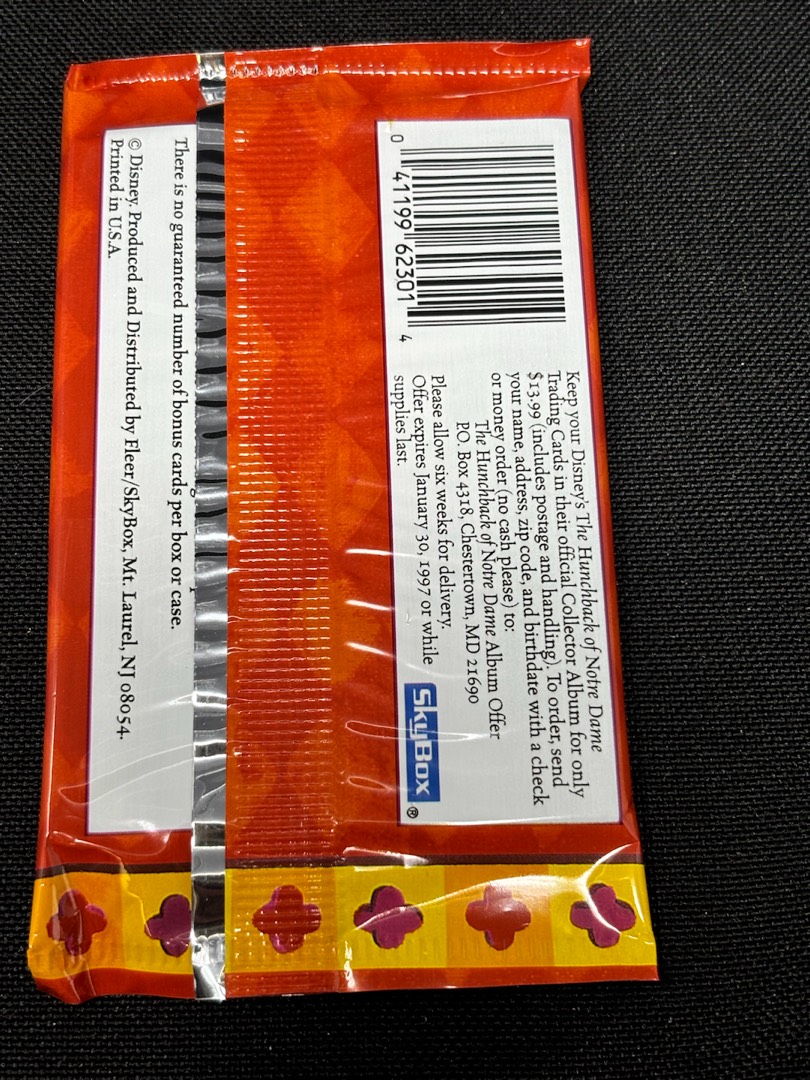 Keep your Disney's The Hunchback of Notre Dame
Trading Cards in their official Collector Album for only
$13.99 (includes postage and handling). To order, send
your name, address, zip code, and birthdate with a check
or money order (no cash please) to:
The Hunchback of Notre Dame Album Offer
P.O. Box 4318, Chestertown, MD 21690
Please allow six weeks for delivery.
Offer expires January 30, 1997 or while
supplies last.
0 41199 62301 4
SkyBox®
There is no guaranteed number of bonus cards per box or case.
© Disney. Produced and Distributed by Fleer/SkyBox, Mt. Laurel, NJ 08054.
Printed in U.S.A.